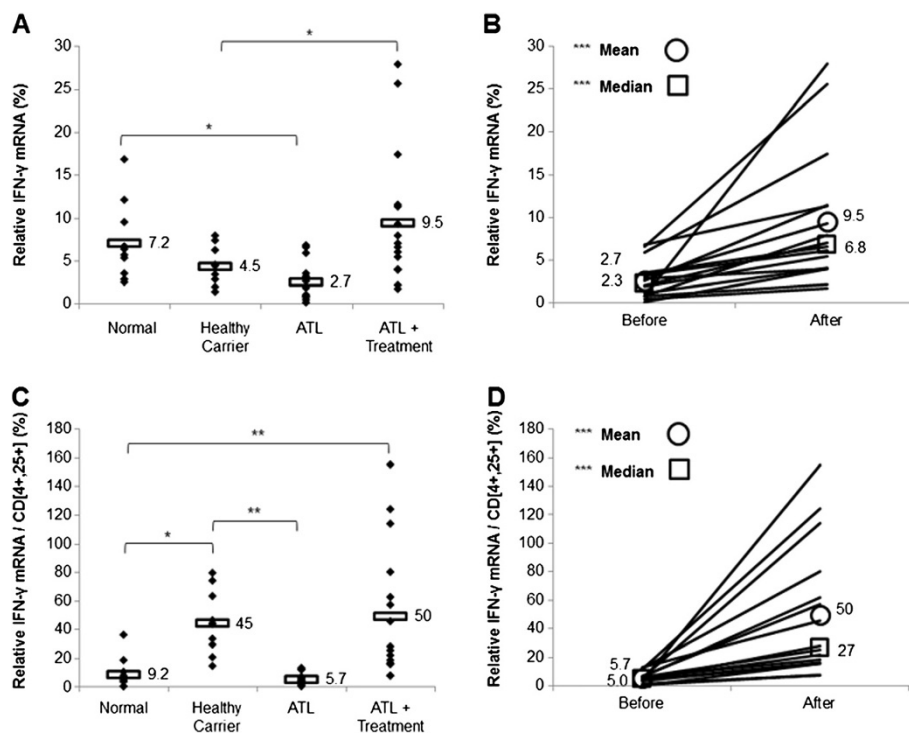 A
Relative IFN-γ mRNA (%)
30
25
20
15
10
5
0
*
*
7.2
4.5
2.7
9.5
Normal
Healthy
Carrier
ATL
ATL +
Treatment
B
Relative IFN-γ mRNA (%)
30
25
20
15
10
5
0
*** Mean
*** Median
2.7
2.3
9.5
6.8
Before
After
C
Relative IFN-γ mRNA / CD[4+,25+] (%)
180
160
140
120
100
80
60
40
20
0
**
**
*
9.2
45
5.7
50
Normal
Healthy
Carrier
ATL
ATL +
Treatment
D
Relative IFN-γ mRNA / CD[4+,25+] (%)
180
160
140
120
100
80
60
40
20
0
*** Mean
*** Median
5.7
5.0
50
27
Before
After